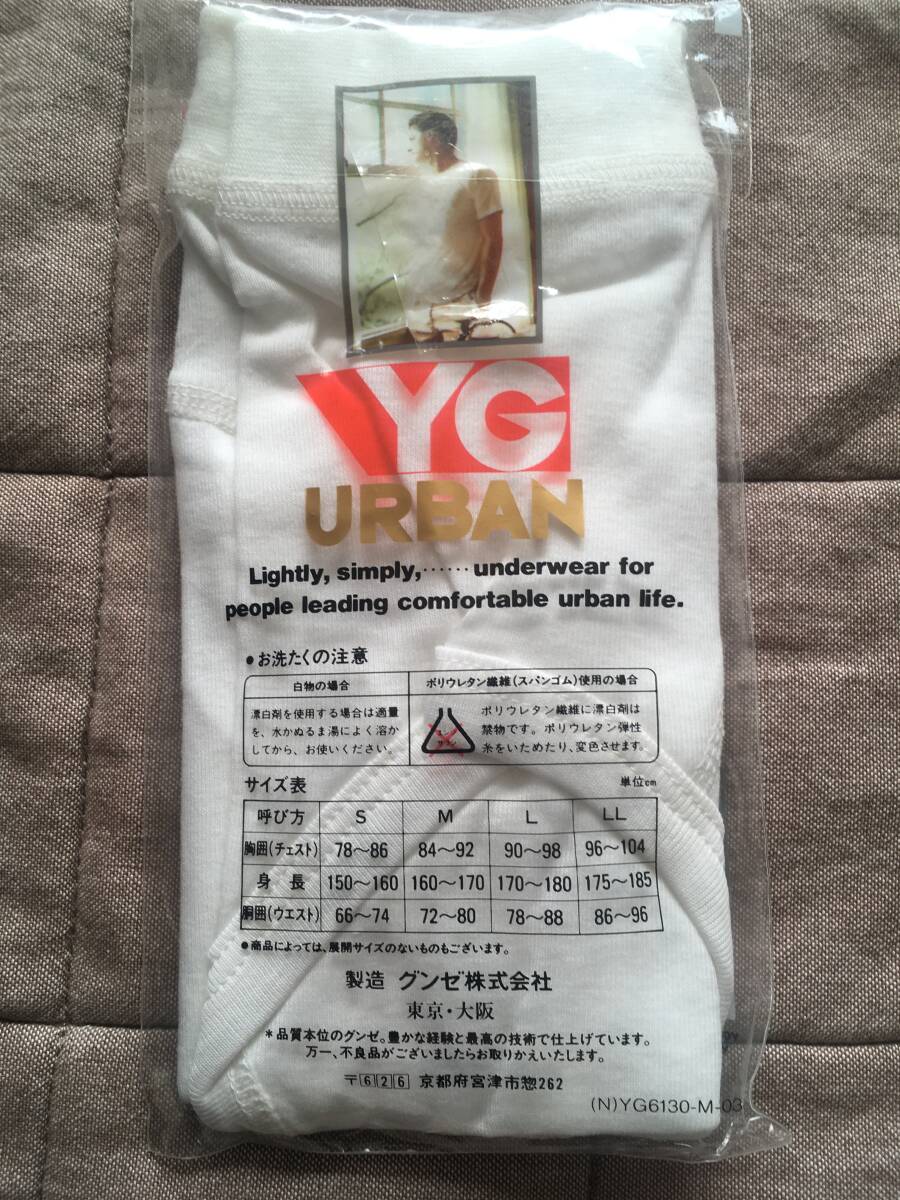 YG
URBAN
Lightly, simply,……underwear for
people leading comfortable urban life.
●お洗たくの注意
白物の場合
漂白剤を使用する場合は適量
を、水かぬるま湯によく溶か
してから、お使いください。
ポリウレタン繊維(スパンゴム)使用の場合
ポリウレタン繊維に漂白剤は
禁物です。ポリウレタン弾性
糸をいためたり、変色させます。
サイズ表 単位cm
呼び方 S M L LL
胸囲(チェスト) 78〜86 84〜92 90〜98 96〜104
身長 150〜160 160〜170 170〜180 175〜185
胴囲(ウエスト) 66〜74 72〜80 78〜88 86〜96
●商品によっては、展開サイズのないものもございます。
製造 グンゼ株式会社
東京・大阪
*品質本位のグンゼ。豊かな経験と最高の技術で仕上げています。
万一、不良品がございましたらお取りかえいたします。
〒626 京都府宮津市惣262
(N)YG6130-M-03